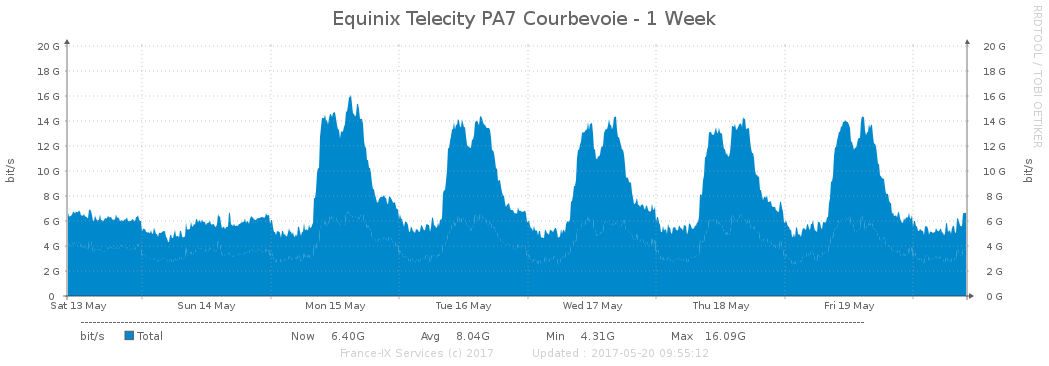 Equinix Telecity PA7 Courbevoie - 1 Week
RRDTOOL / TOBI OETIKER
20 G 20 G
18 G 18 G
16 G 16 G
14 G 14 G
12 G 12 G
10 G 10 G
8 G 8 G
6 G 6 G
4 G 4 G
2 G 2 G
0 0 G
bit/s
bit/s
Sat 13 May Sun 14 May Mon 15 May Tue 16 May Wed 17 May Thu 18 May Fri 19 May
bit/s Total Now 6.40G Avg 8.04G Min 4.31G Max 16.09G
France-IX Services (c) 2017 Updated : 2017-05-20 09:55:12